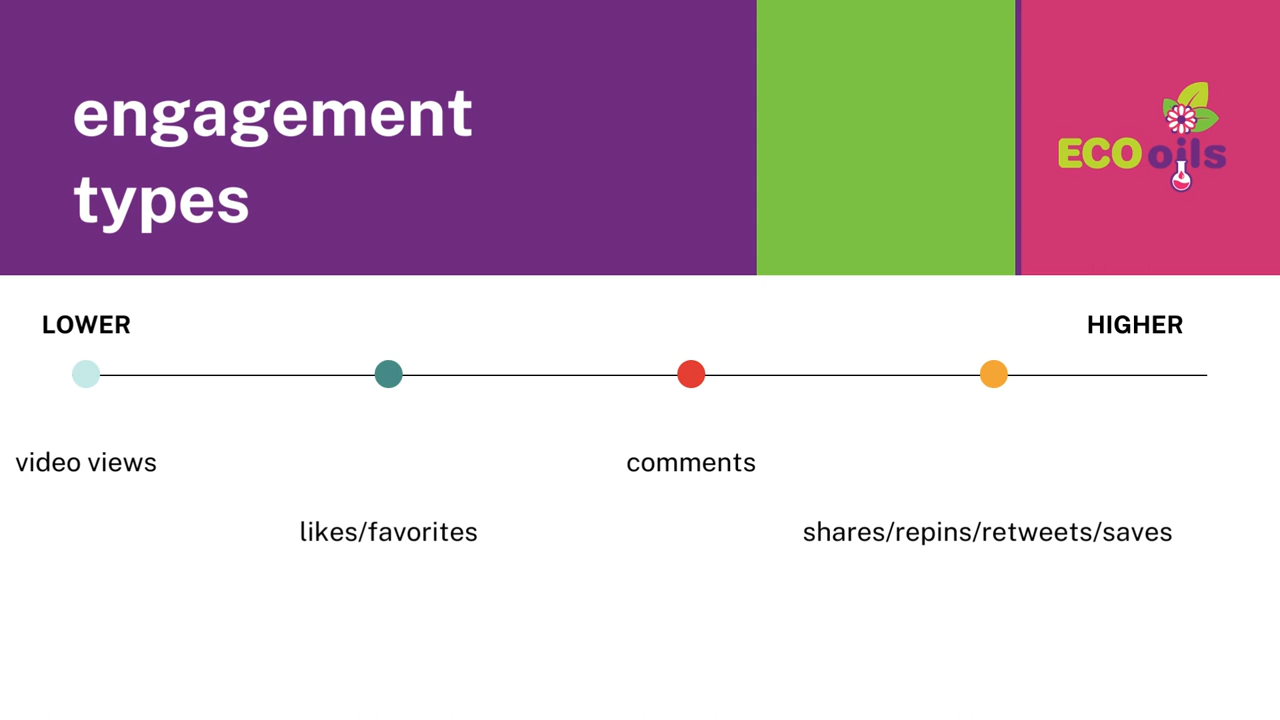 engagement
types
ECO oils
LOWER
HIGHER
video views
comments
likes/favorites
shares/repins/retweets/saves